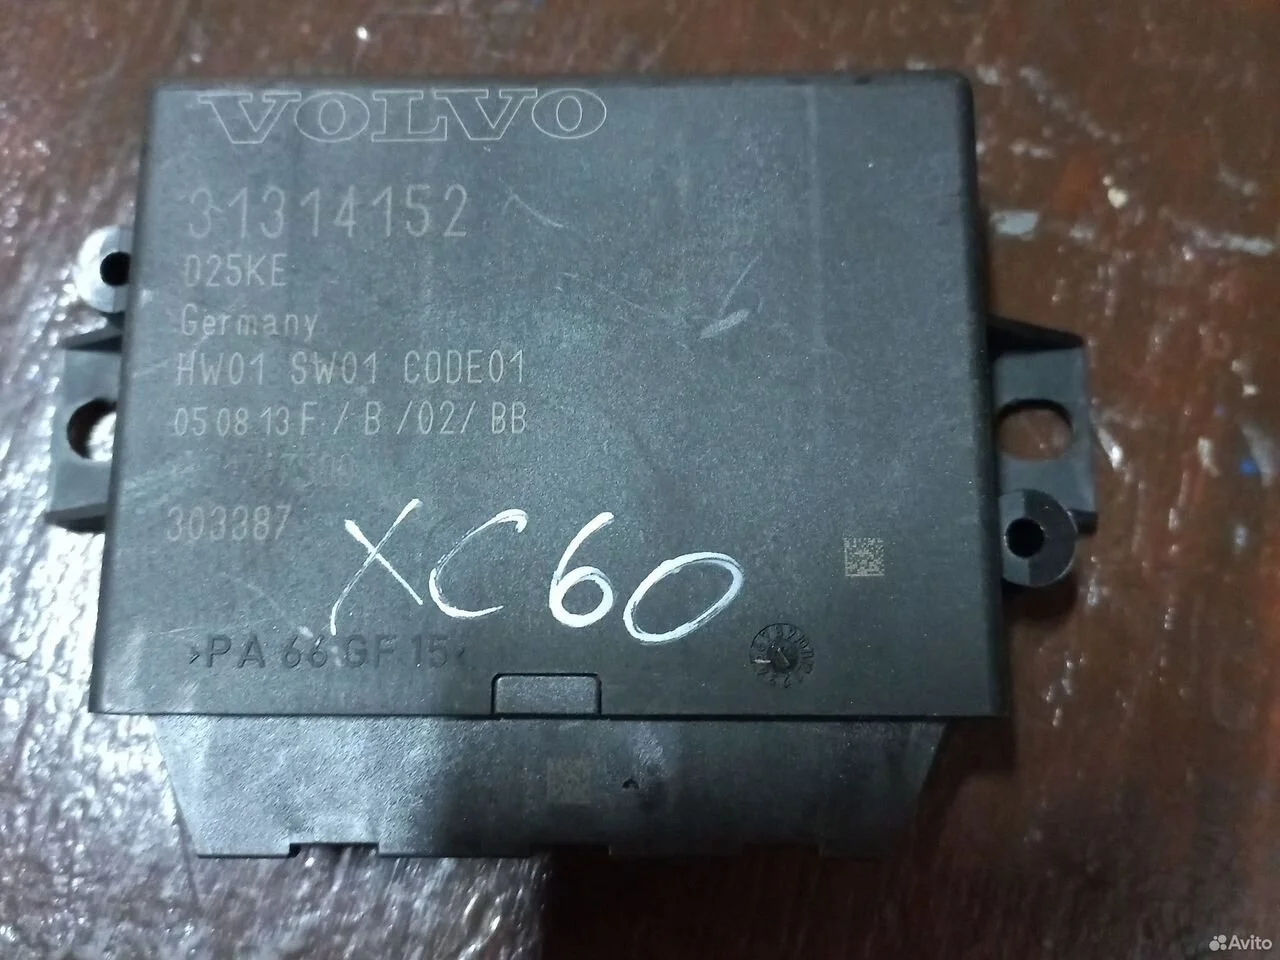 VOLVO
31314152
025KE
Germany
HW01 SW01 CODE01
05 08 13 F / B /02/ BB
303387
XC60
>PA 66 GF 15<
Avito